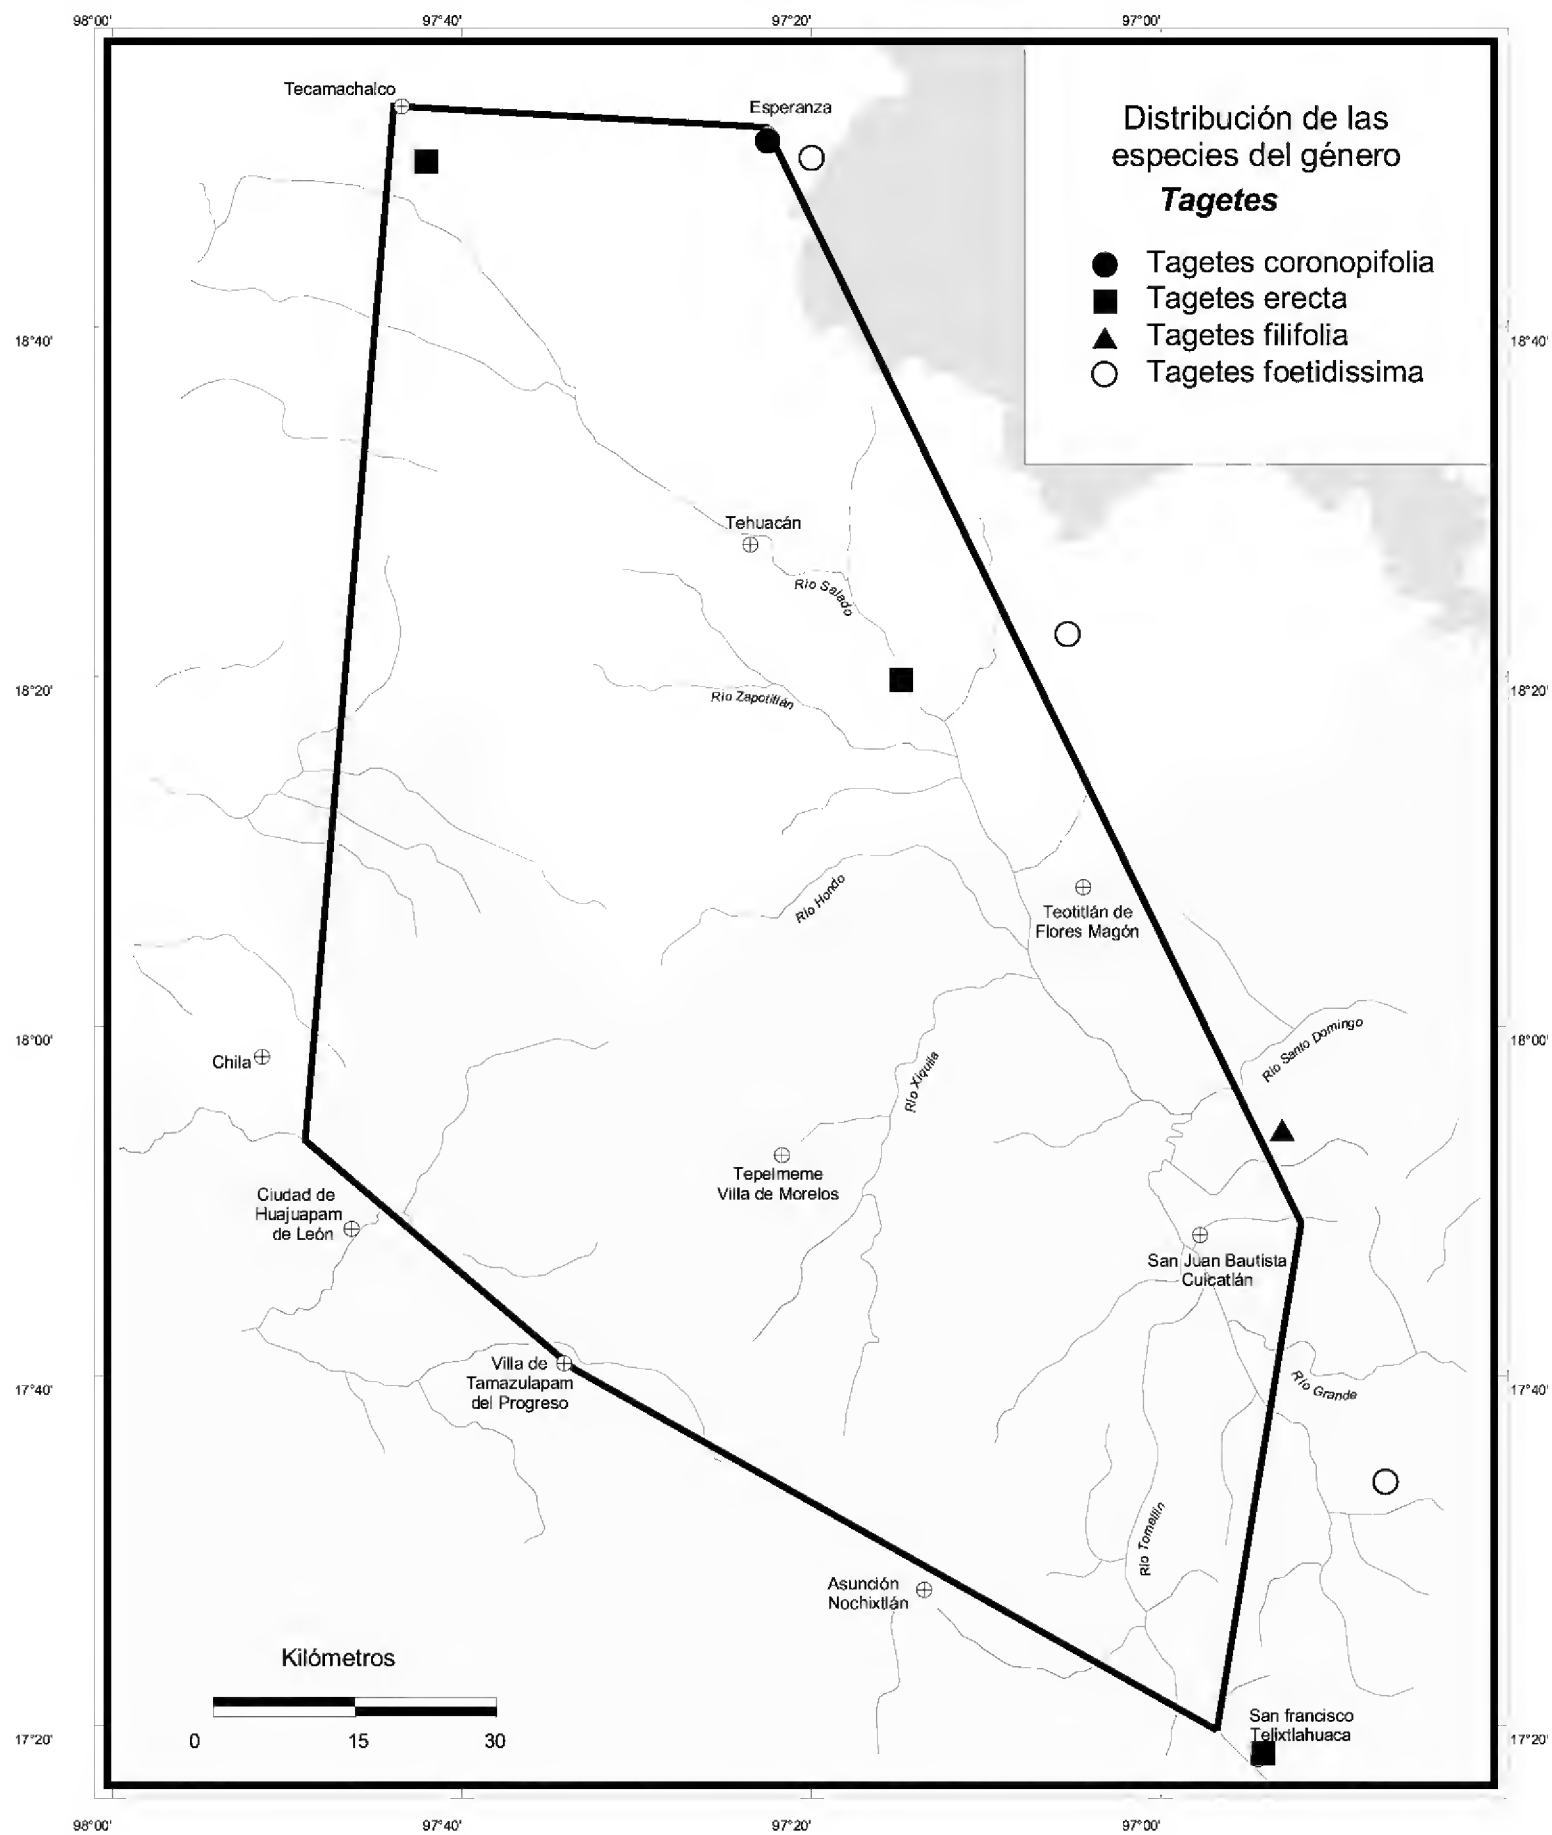 98°00'
97°40'
97°20'
97°00'
Tecamachalco
Esperanza
Distribución de las
especies del género
Tagetes
Tagetes coronopifolia
Tagetes erecta
Tagetes filifolia
Tagetes foetidissima
18°40'
18°40'
Tehuacán
Río Salado
18°20'
Río Zapotitlán
18°20'
Río Hondo
Teotitlán de
Flores Magón
18°00'
Chila
Río Xiquila
Río Santo Domingo
18°00'
Tepelmeme
Villa de Morelos
Ciudad de
Huajuapam
de León
San Juan Bautista
Cuicatlán
17°40'
Villa de
Tamazulapam
del Progreso
Río Grande
17°40'
Río Tomellín
Asunción
Nochixtlán
Kilómetros
0
15
30
San francisco
Telixtlahuaca
17°20'
17°20'
98°00'
97°40'
97°20'
97°00'